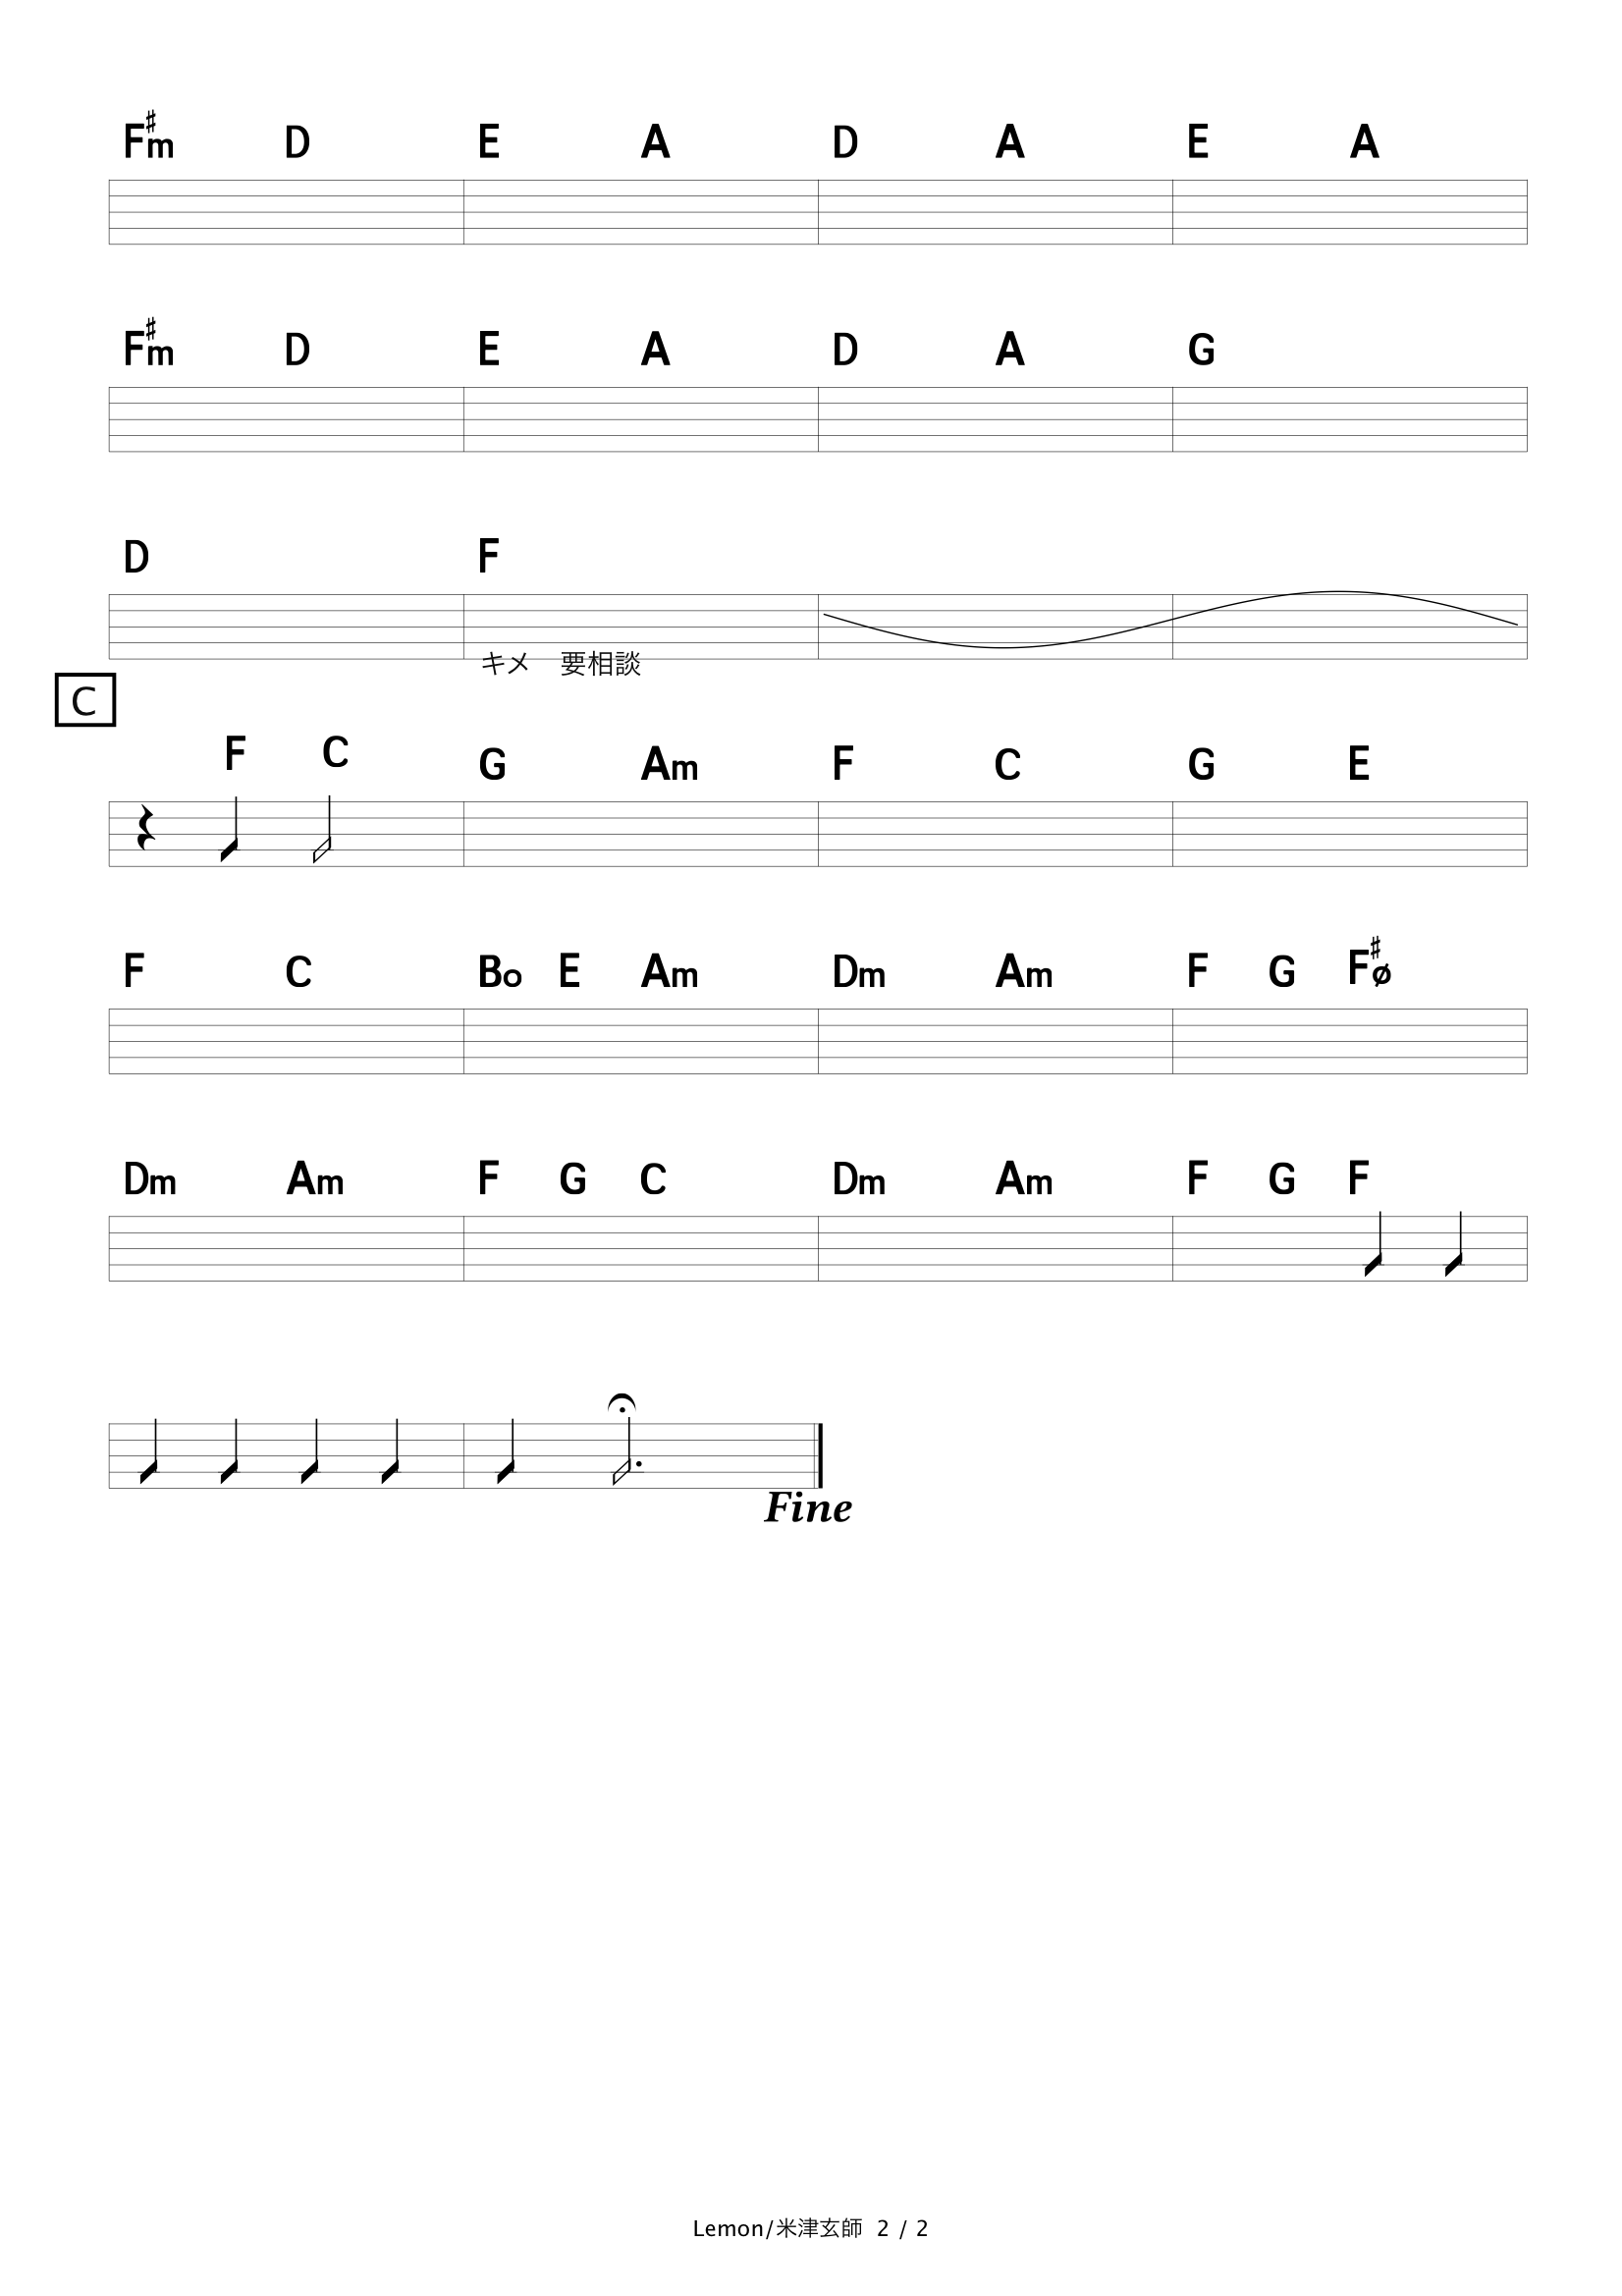 F♯m D E A D A E A
F♯m D E A D A G
D F
キメ　要相談
C
F C G Am F C G E
F C Bo E Am Dm Am F G F♯ø
Dm Am F G C Dm Am F G F
Fine
Lemon/米津玄師 2 / 2